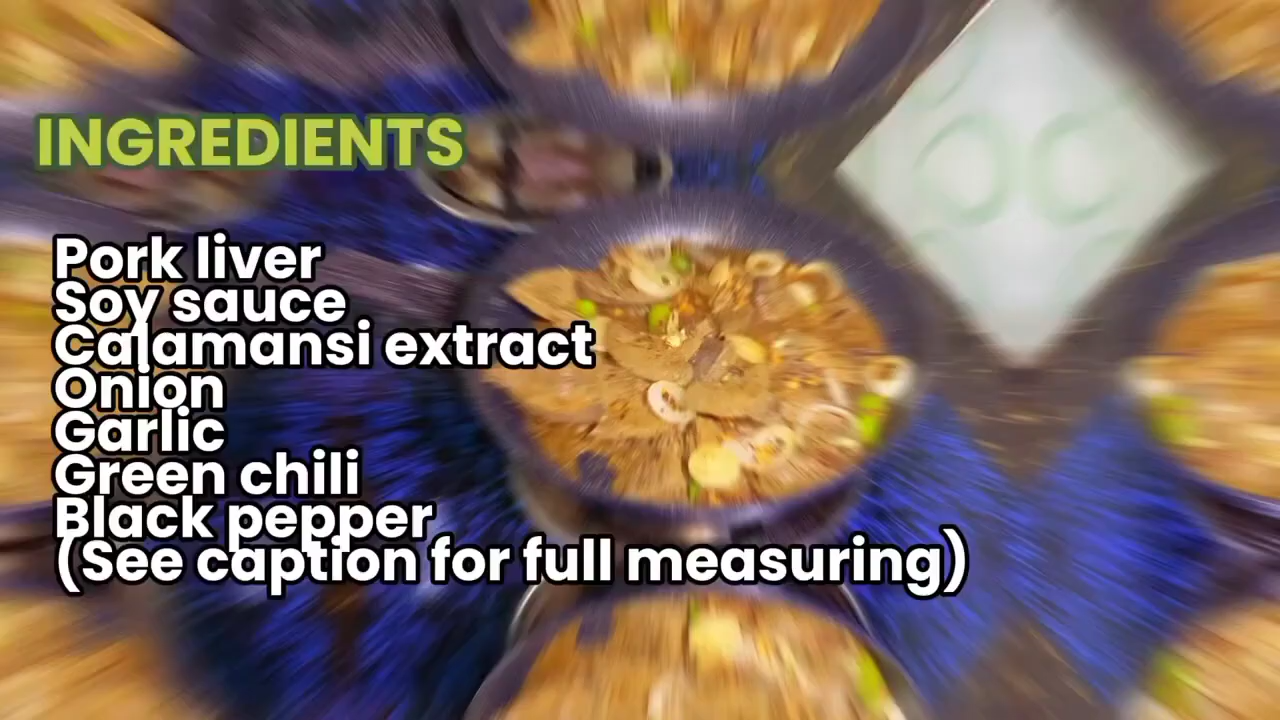 INGREDIENTS
Pork liver
Soy sauce
Calamansi extract
Onion
Garlic
Green chili
Black pepper
(See caption for full measuring)